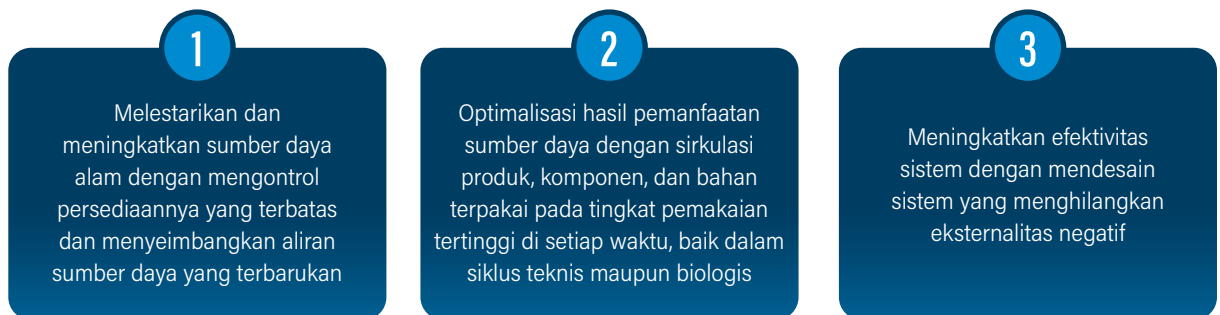 1
Melestarikan dan
meningkatkan sumber daya
alam dengan mengontrol
persediaannya yang terbatas
dan menyeimbangkan aliran
sumber daya yang terbarukan
2
Optimalisasi hasil pemanfaatan
sumber daya dengan sirkulasi
produk, komponen, dan bahan
terpakai pada tingkat pemakaian
tertinggi di setiap waktu, baik dalam
siklus teknis maupun biologis
3
Meningkatkan efektivitas
sistem dengan mendesain
sistem yang menghilangkan
eksternalitas negatif